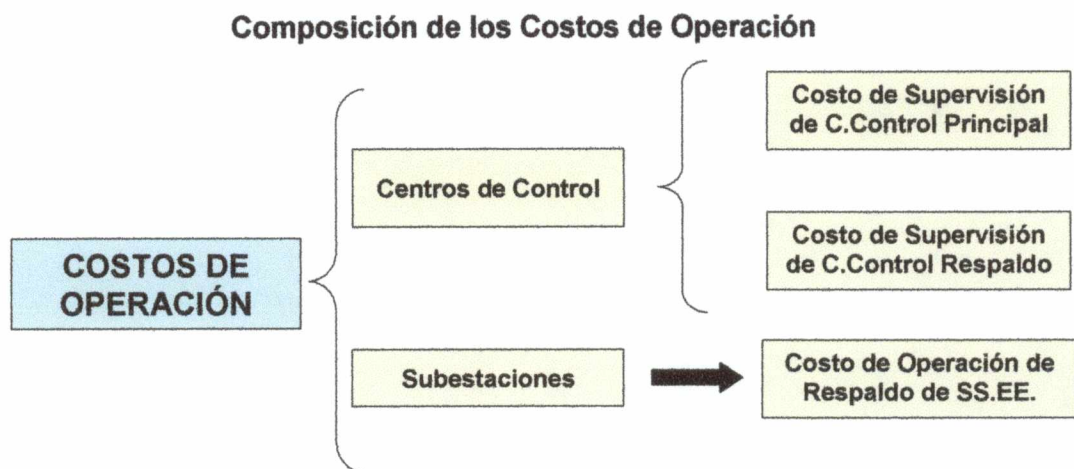 Composición de los Costos de Operación
COSTOS DE
OPERACIÓN
Centros de Control
Costo de Supervisión
de C.Control Principal
Costo de Supervisión
de C.Control Respaldo
Subestaciones
Costo de Operación de
Respaldo de SS.EE.